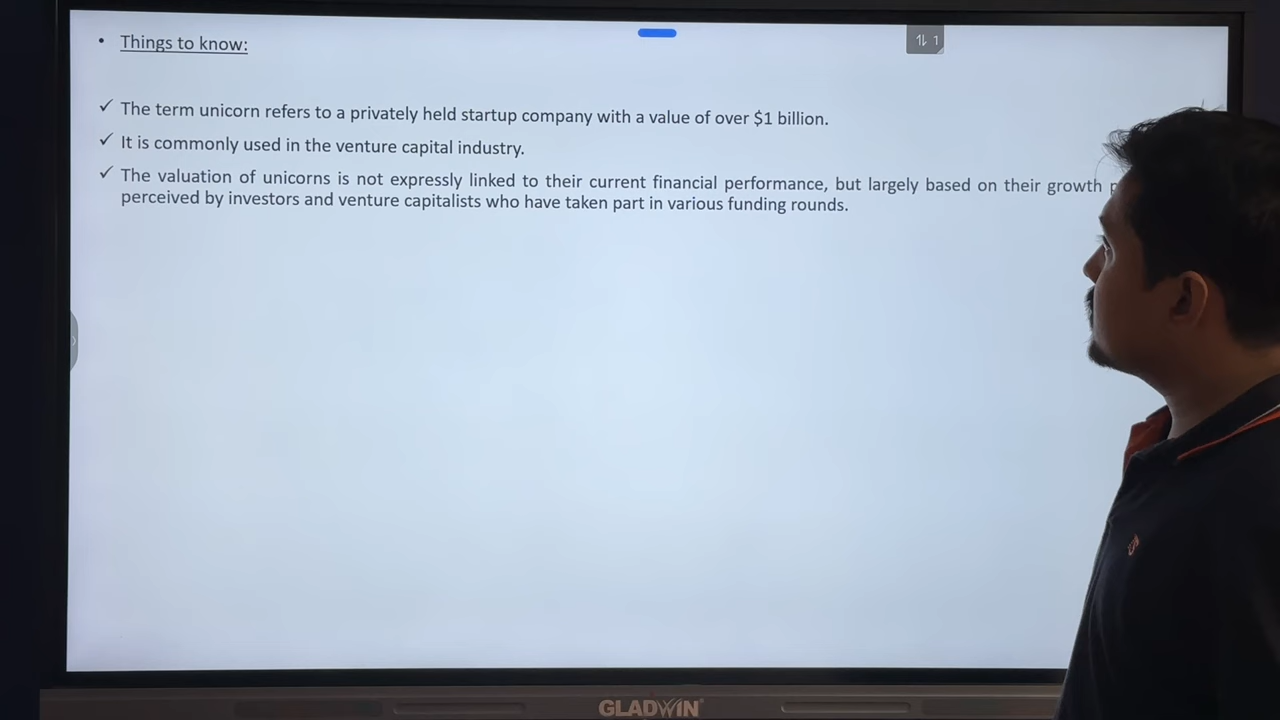 • Things to know:
⇅ 1
✓ The term unicorn refers to a privately held startup company with a value of over $1 billion.
✓ It is commonly used in the venture capital industry.
✓ The valuation of unicorns is not expressly linked to their current financial performance, but largely based on their growth
perceived by investors and venture capitalists who have taken part in various funding rounds.
GLADWIN